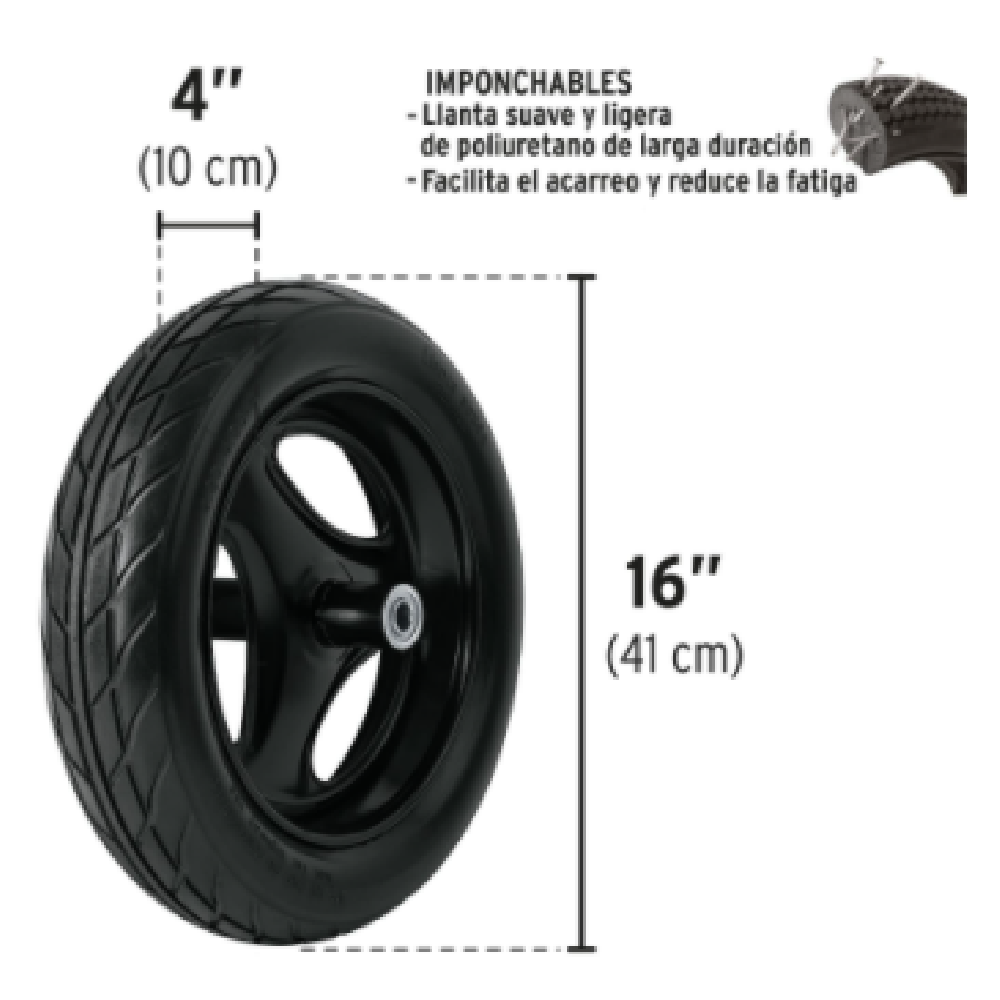 4"
(10 cm)
IMPONCHABLES
-Llanta suave y ligera
de poliuretano de larga duración
-Facilita el acarreo y reduce la fatiga
16"
(41 cm)